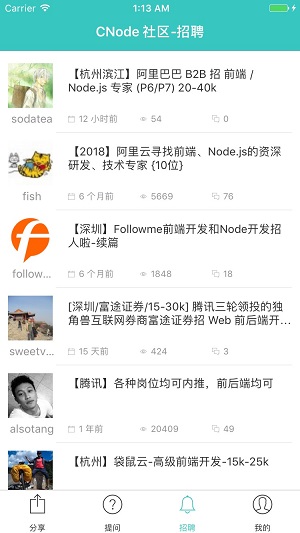 Carrier 1:13 AM
CNode 社区-招聘
【杭州滨江】阿里巴巴 B2B 招 前端 /
Node.js 专家 (P6/P7) 20-40k
sodatea
12 小时前 54 0
【2018】阿里云寻找前端、Node.js的资深
研发、技术专家 {10位}
fish
6 个月前 5669 76
【深圳】Followme前端开发和Node开发招
人啦-续篇
follow...
6 个月前 1848 18
[深圳/富途证券/15-30k] 腾讯三轮领投的独
角兽互联网券商富途证券招 Web 前后端开...
sweetv...
15 天前 424 3
【腾讯】各种岗位均可内推，前后端均可
alsotang
1 年前 20409 49
【杭州】袋鼠云-高级前端开发-15k-25k
分享 提问 招聘 我的